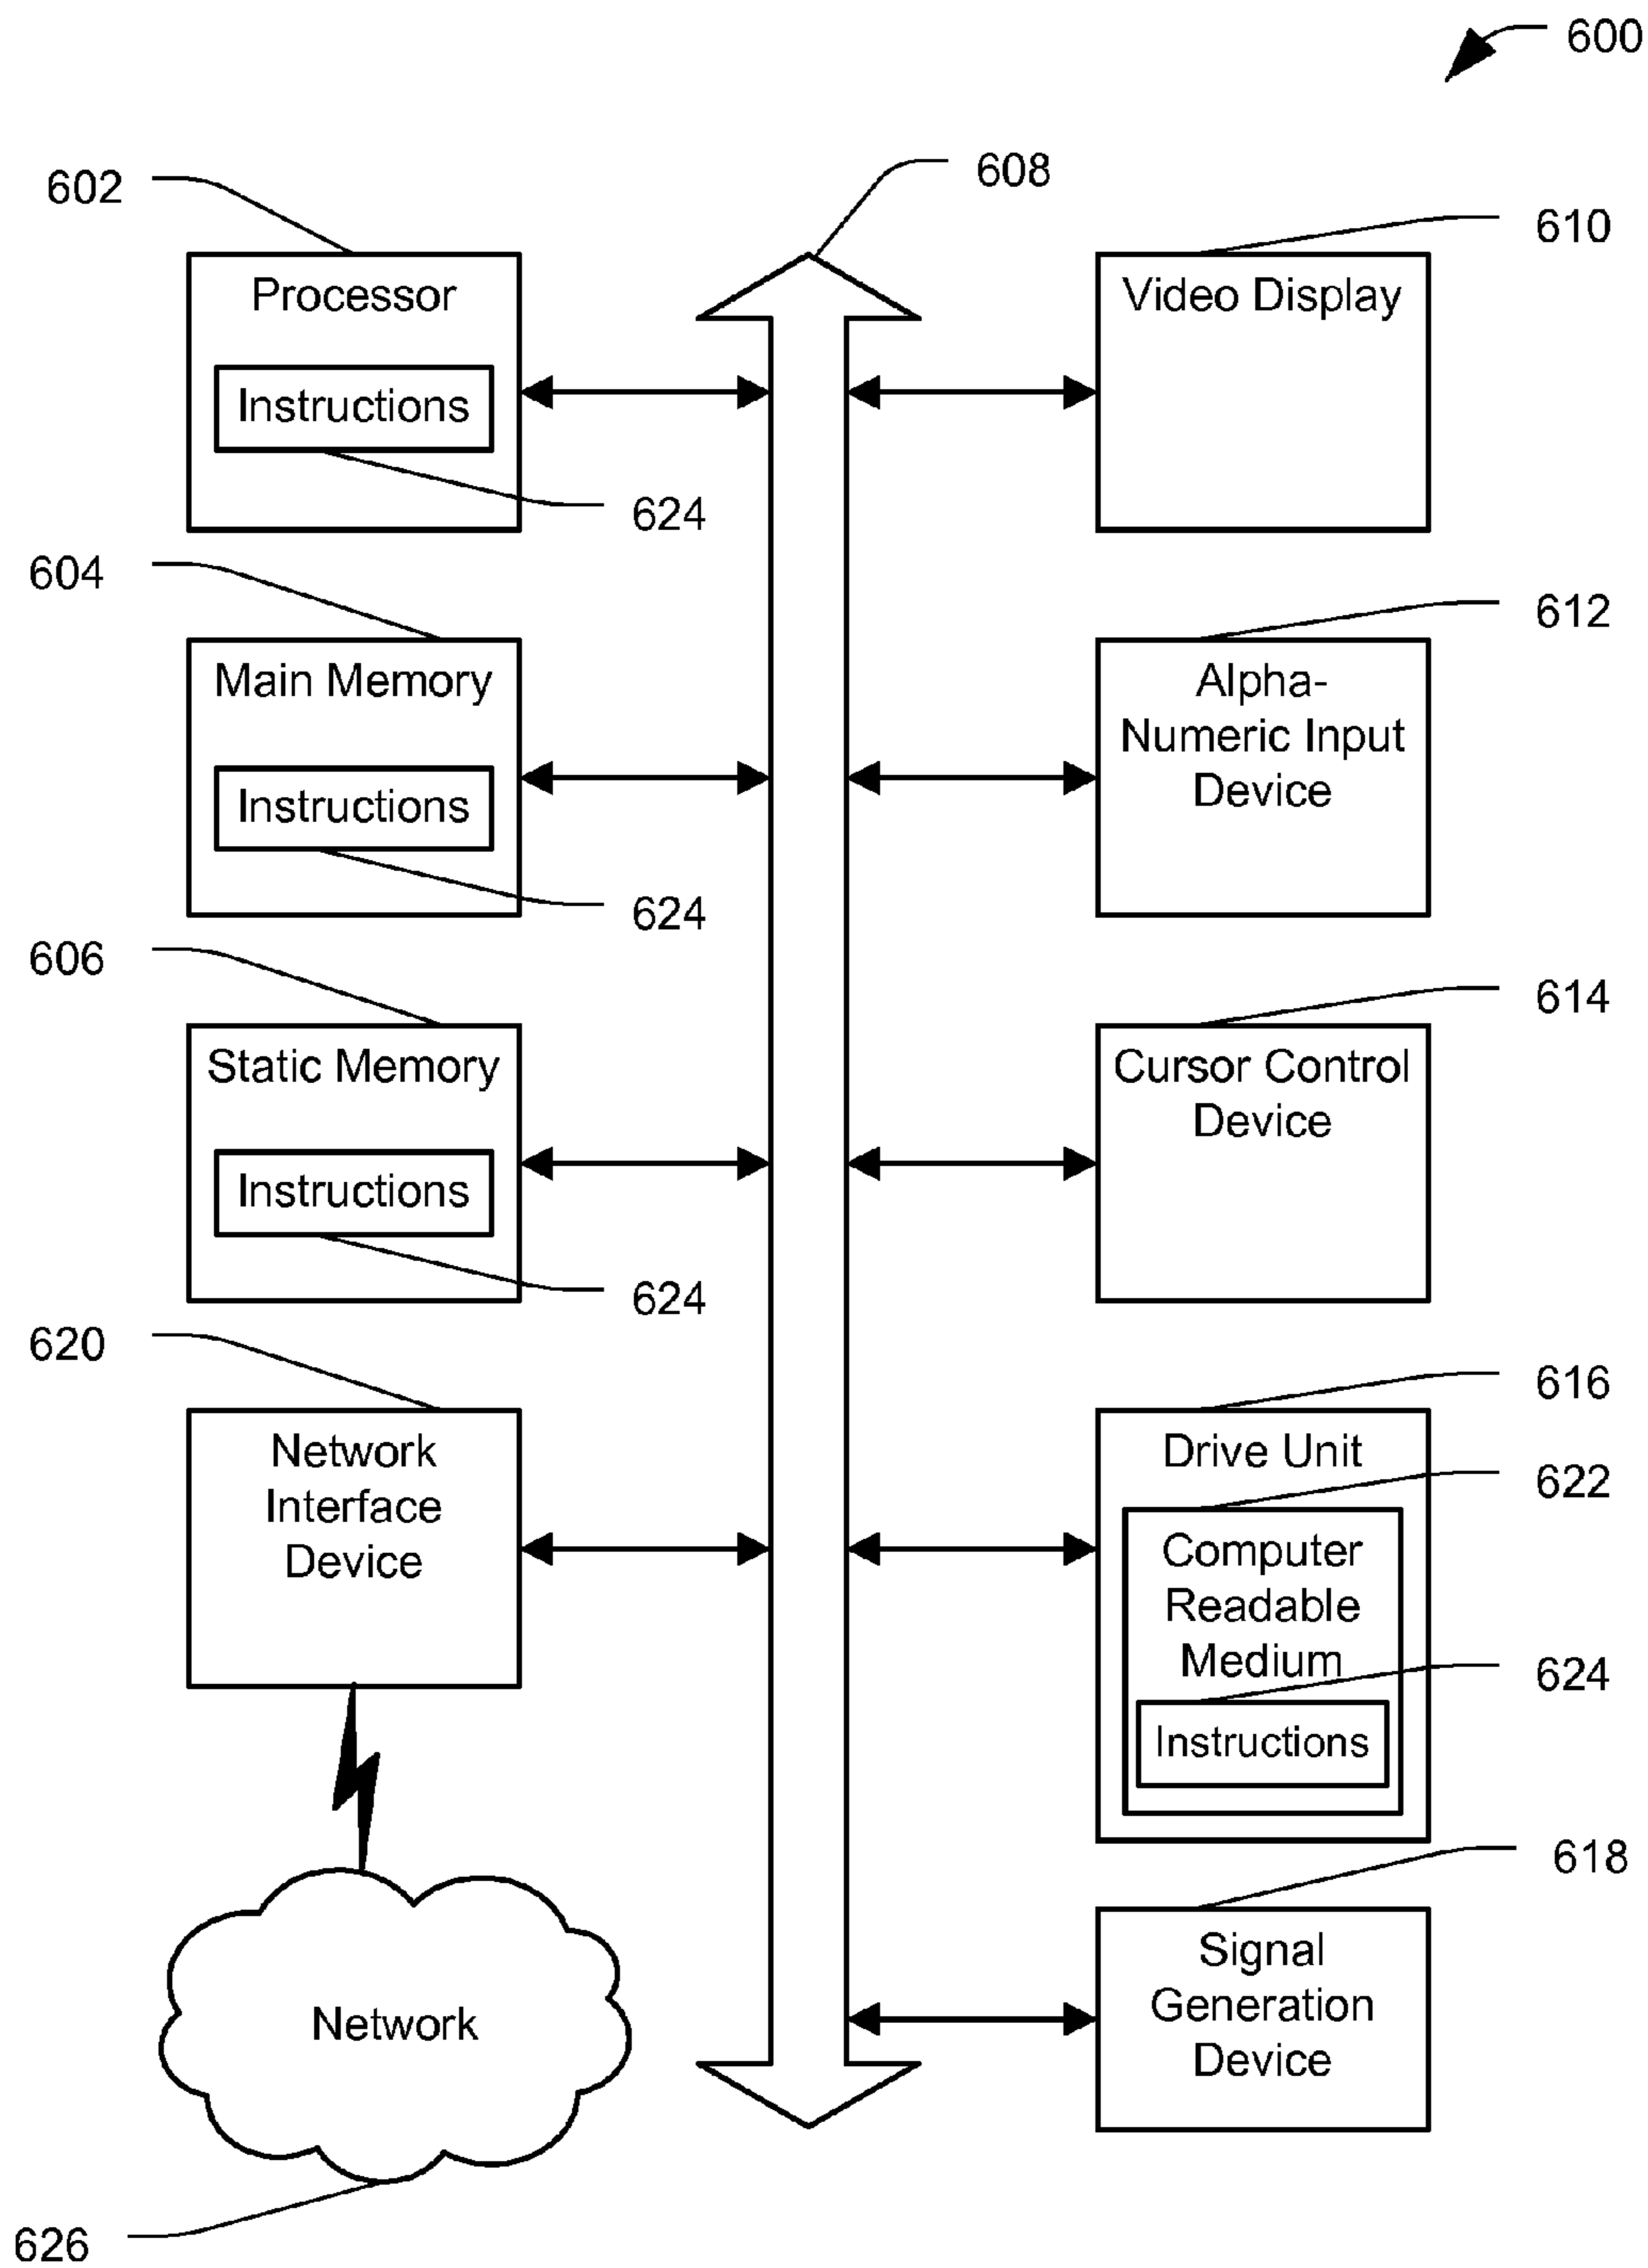 600
602
608
610
Processor
Instructions
624
Video Display
604
612
Main Memory
Instructions
624
Alpha-
Numeric Input
Device
606
614
Static Memory
Instructions
624
Cursor Control
Device
620
616
Network
Interface
Device
Drive Unit
622
Computer
Readable
Medium
624
Instructions
618
Signal
Generation
Device
Network
626